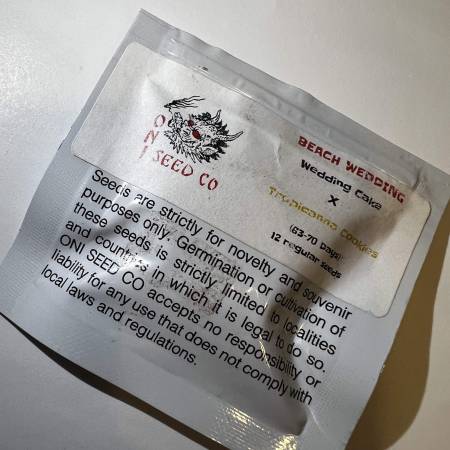 ONI
SEED CO
BEACH WEDDING
Wedding Cake
X
Tropicanna Cookies
(63-70 Days)
12 regular seeds
Seeds are strictly for novelty and souvenir
purposes only. Germination or cultivation of
these seeds is strictly limited to localities
and countries in which it is legal to do so.
ONI SEED CO accepts no responsibility or
liability for any use that does not comply with
local laws and regulations.